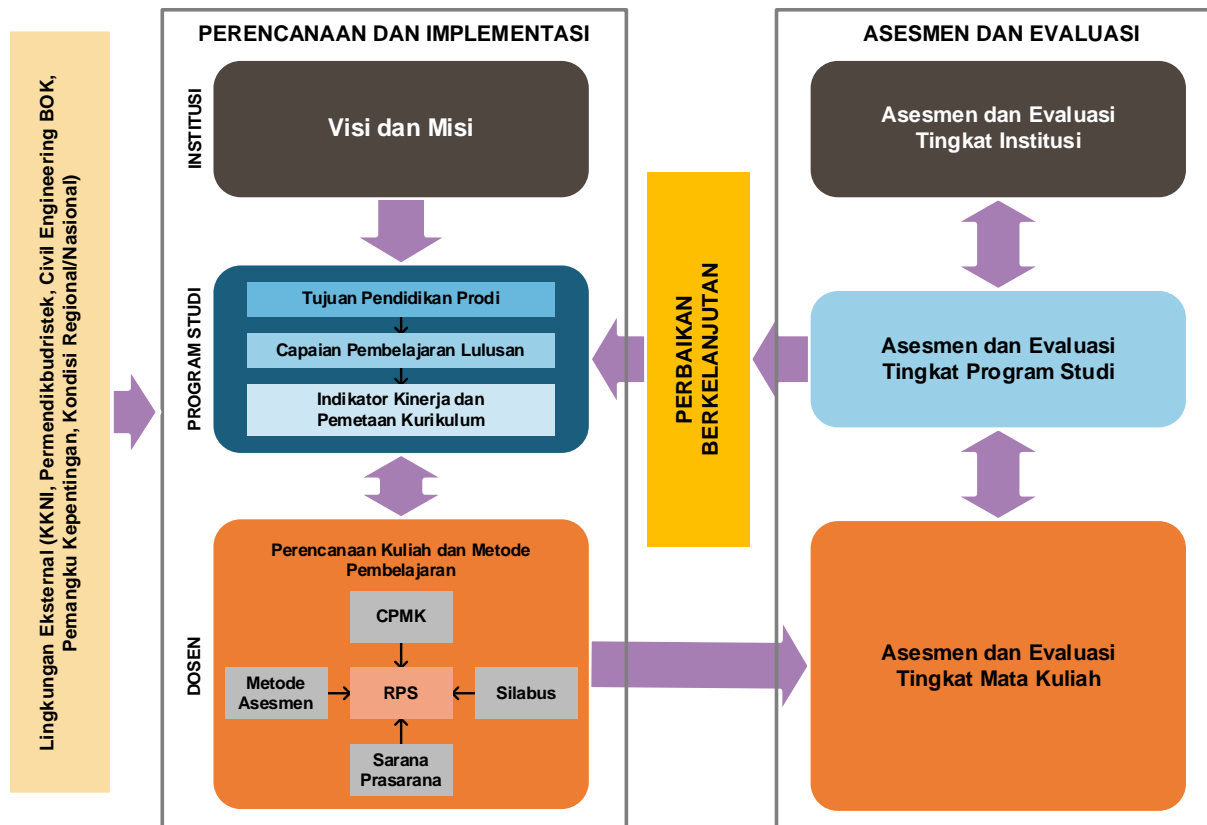 Lingkungan Eksternal (KKNI, Permendikbudristek, Civil Engineering BOK,
Pemangku Kepentingan, Kondisi Regional/Nasional)
PERENCANAAN DAN IMPLEMENTASI
INSTITUSI
Visi dan Misi
PROGRAM STUDI
Tujuan Pendidikan Prodi
Capaian Pembelajaran Lulusan
Indikator Kinerja dan
Pemetaan Kurikulum
DOSEN
Perencanaan Kuliah dan Metode
Pembelajaran
CPMK
Metode
Asesmen
RPS
Silabus
Sarana
Prasarana
PERBAIKAN
BERKELANJUTAN
ASESMEN DAN EVALUASI
Asesmen dan Evaluasi
Tingkat Institusi
Asesmen dan Evaluasi
Tingkat Program Studi
Asesmen dan Evaluasi
Tingkat Mata Kuliah